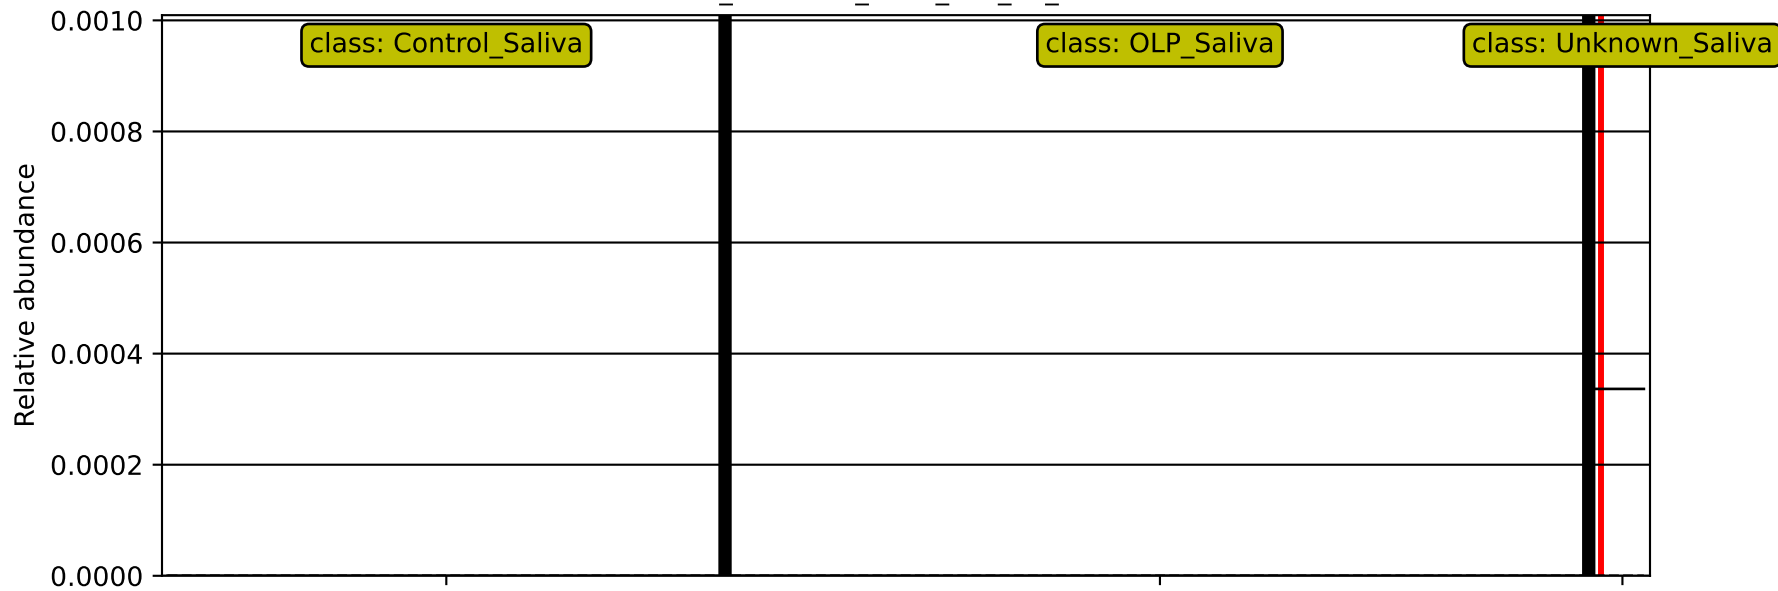 0.0010
class: Control_Saliva
class: OLP_Saliva
class: Unknown_Saliva
0.0008
0.0006
0.0004
0.0002
0.0000
Relative abundance